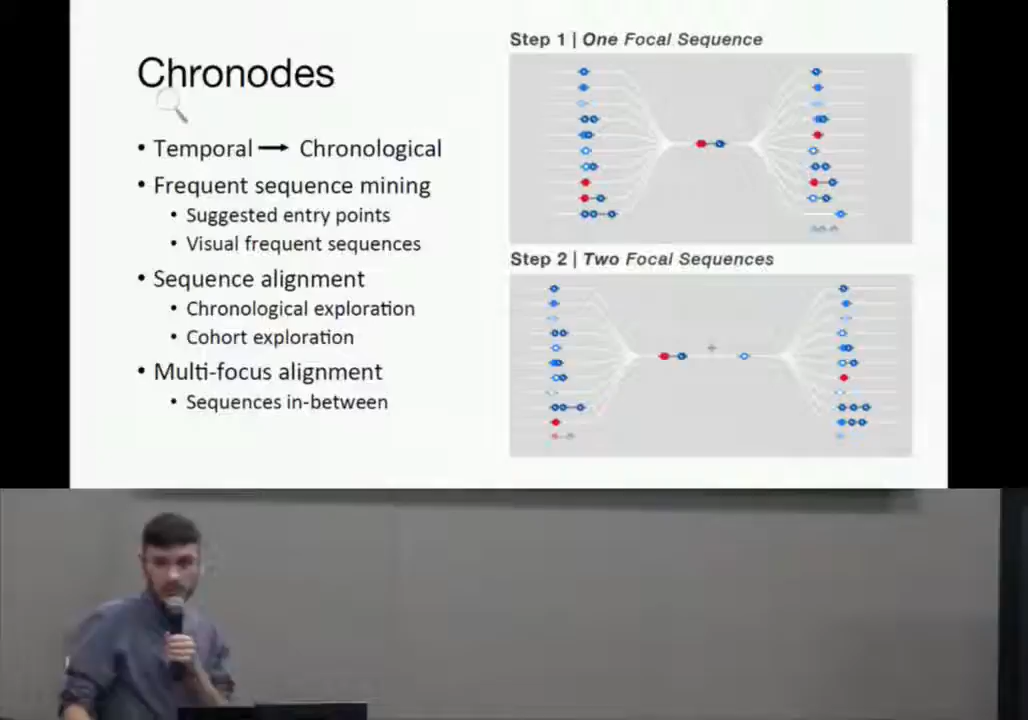 Chronodes
• Temporal → Chronological
• Frequent sequence mining
• Suggested entry points
• Visual frequent sequences
• Sequence alignment
• Chronological exploration
• Cohort exploration
• Multi-focus alignment
• Sequences in-between
Step 1 | One Focal Sequence
Step 2 | Two Focal Sequences